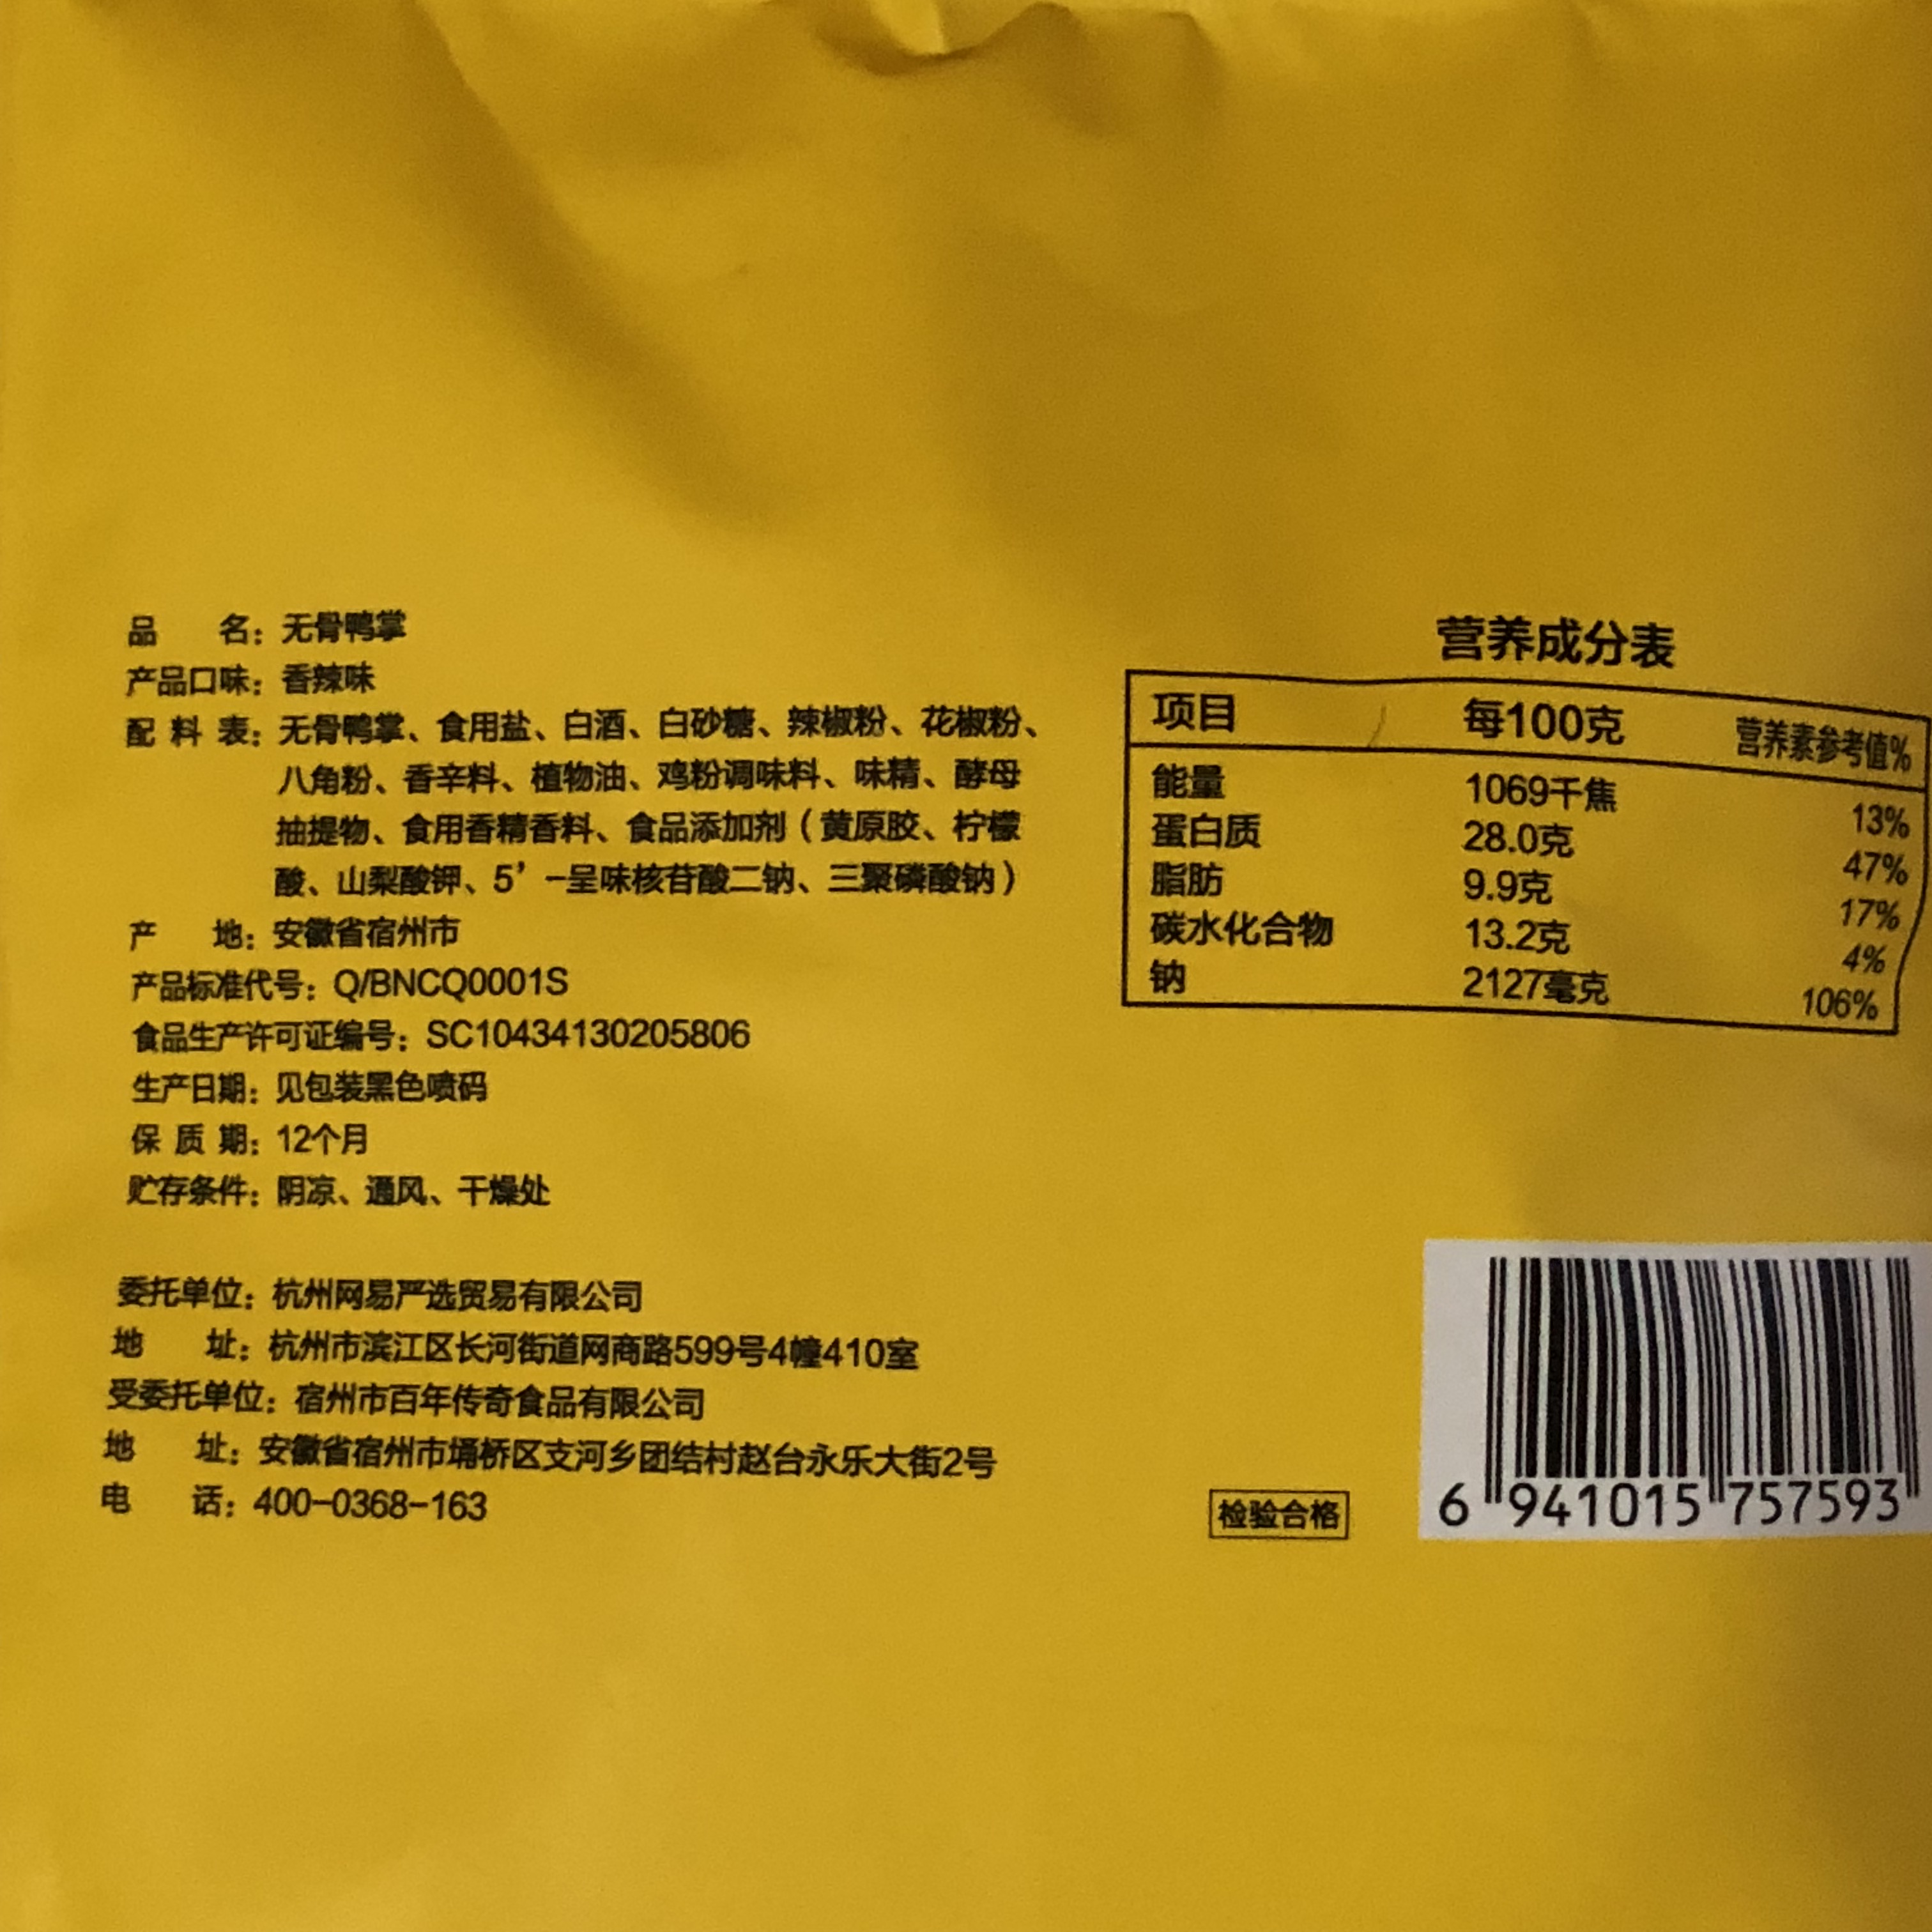 品 名：无骨鸭掌
产品口味：香辣味
配 料 表：无骨鸭掌、食用盐、白酒、白砂糖、辣椒粉、花椒粉、
八角粉、香辛料、植物油、鸡粉调味料、味精、酵母
抽提物、食用香精香料、食品添加剂（黄原胶、柠檬
酸、山梨酸钾、5’-呈味核苷酸二钠、三聚磷酸钠）
产 地：安徽省宿州市
产品标准代号：Q/BNCQ0001S
食品生产许可证编号：SC10434130205806
生产日期：见包装黑色喷码
保 质 期：12个月
贮存条件：阴凉、通风、干燥处
委托单位：杭州网易严选贸易有限公司
地 址：杭州市滨江区长河街道网商路599号4幢410室
受委托单位：宿州市百年传奇食品有限公司
地 址：安徽省宿州市埇桥区支河乡团结村赵台永乐大街2号
电 话：400-0368-163
营养成分表
项目 每100克 营养素参考值%
能量 1069千焦 13%
蛋白质 28.0克 47%
脂肪 9.9克 17%
碳水化合物 13.2克 4%
钠 2127毫克 106%
检验合格
6 941015 757593